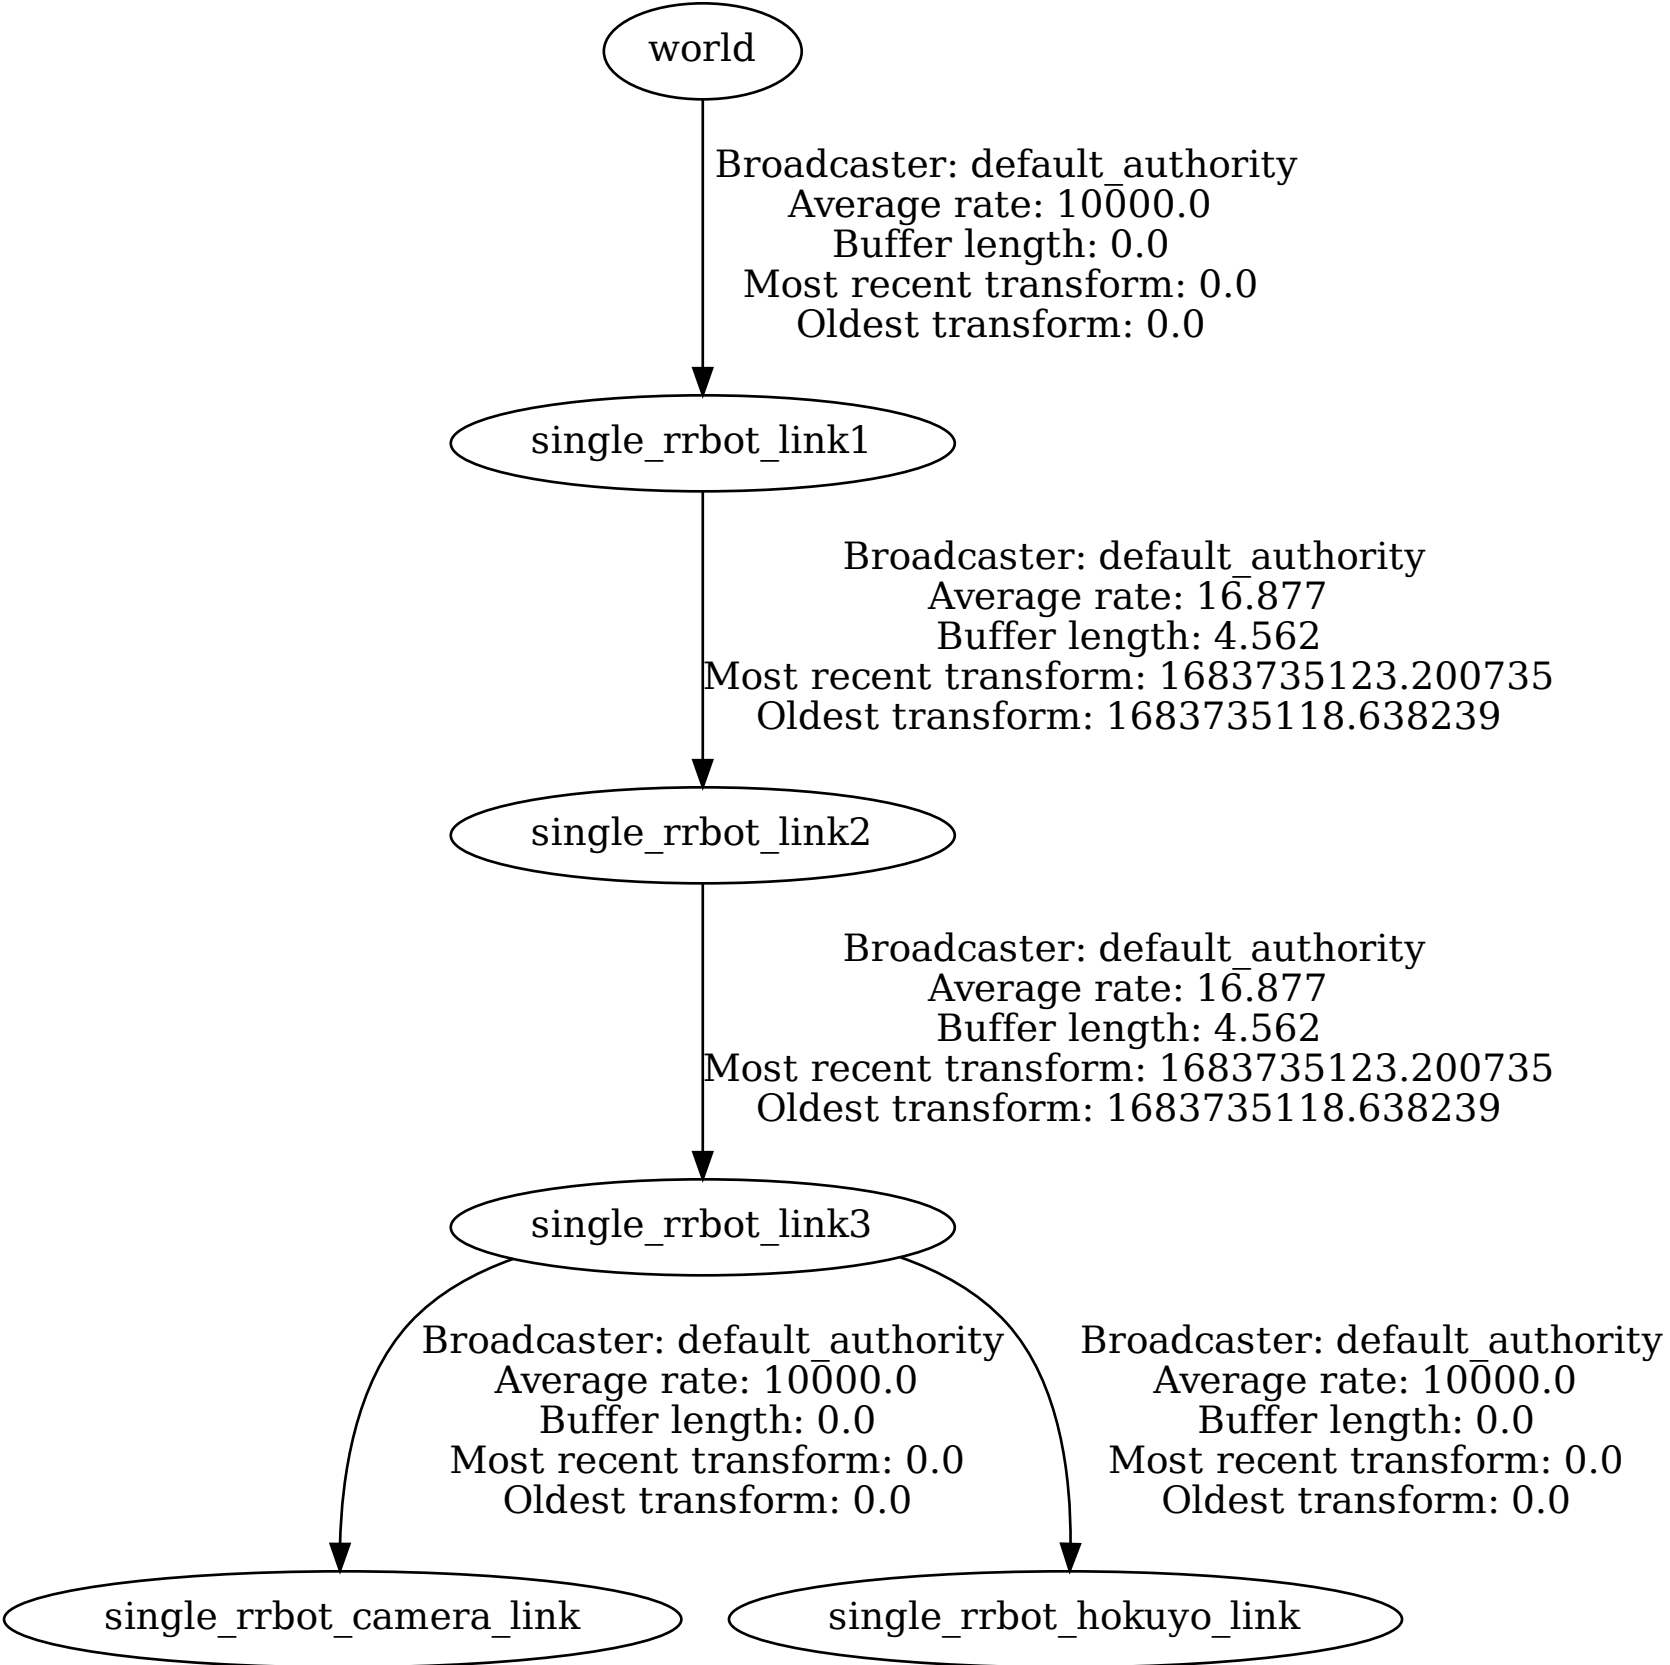 world
Broadcaster: default_authority
Average rate: 10000.0
Buffer length: 0.0
Most recent transform: 0.0
Oldest transform: 0.0
single_rrbot_link1
Broadcaster: default_authority
Average rate: 16.877
Buffer length: 4.562
Most recent transform: 1683735123.200735
Oldest transform: 1683735118.638239
single_rrbot_link2
Broadcaster: default_authority
Average rate: 16.877
Buffer length: 4.562
Most recent transform: 1683735123.200735
Oldest transform: 1683735118.638239
single_rrbot_link3
Broadcaster: default_authority
Average rate: 10000.0
Buffer length: 0.0
Most recent transform: 0.0
Oldest transform: 0.0
Broadcaster: default_authority
Average rate: 10000.0
Buffer length: 0.0
Most recent transform: 0.0
Oldest transform: 0.0
single_rrbot_camera_link
single_rrbot_hokuyo_link